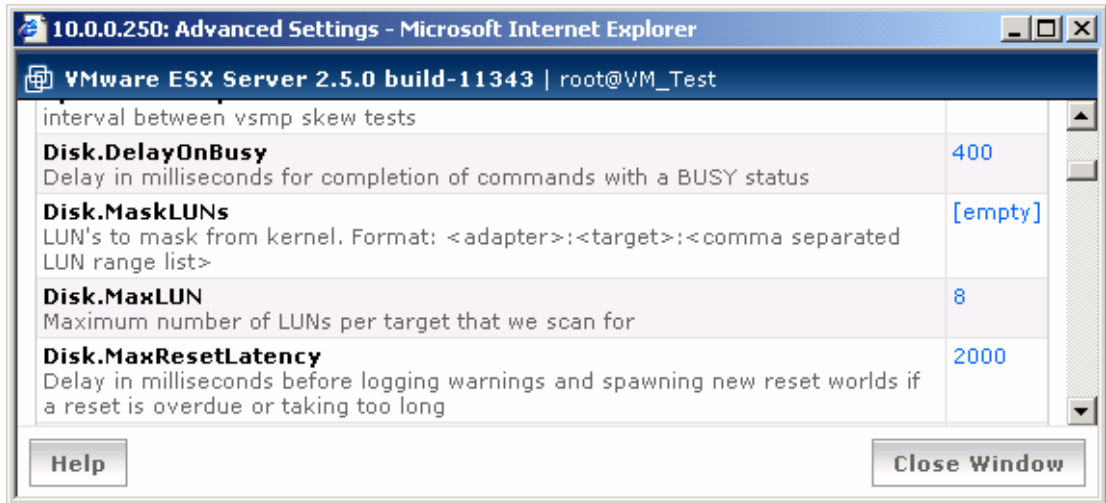 10.0.0.250: Advanced Settings - Microsoft Internet Explorer
VMware ESX Server 2.5.0 build-11343 | root@VM_Test
interval between vsmp skew tests
Disk.DelayOnBusy 400
Delay in milliseconds for completion of commands with a BUSY status
Disk.MaskLUNs [empty]
LUN's to mask from kernel. Format: <adapter>:<target>:<comma separated
LUN range list>
Disk.MaxLUN 8
Maximum number of LUNs per target that we scan for
Disk.MaxResetLatency 2000
Delay in milliseconds before logging warnings and spawning new reset worlds if
a reset is overdue or taking too long
Help Close Window